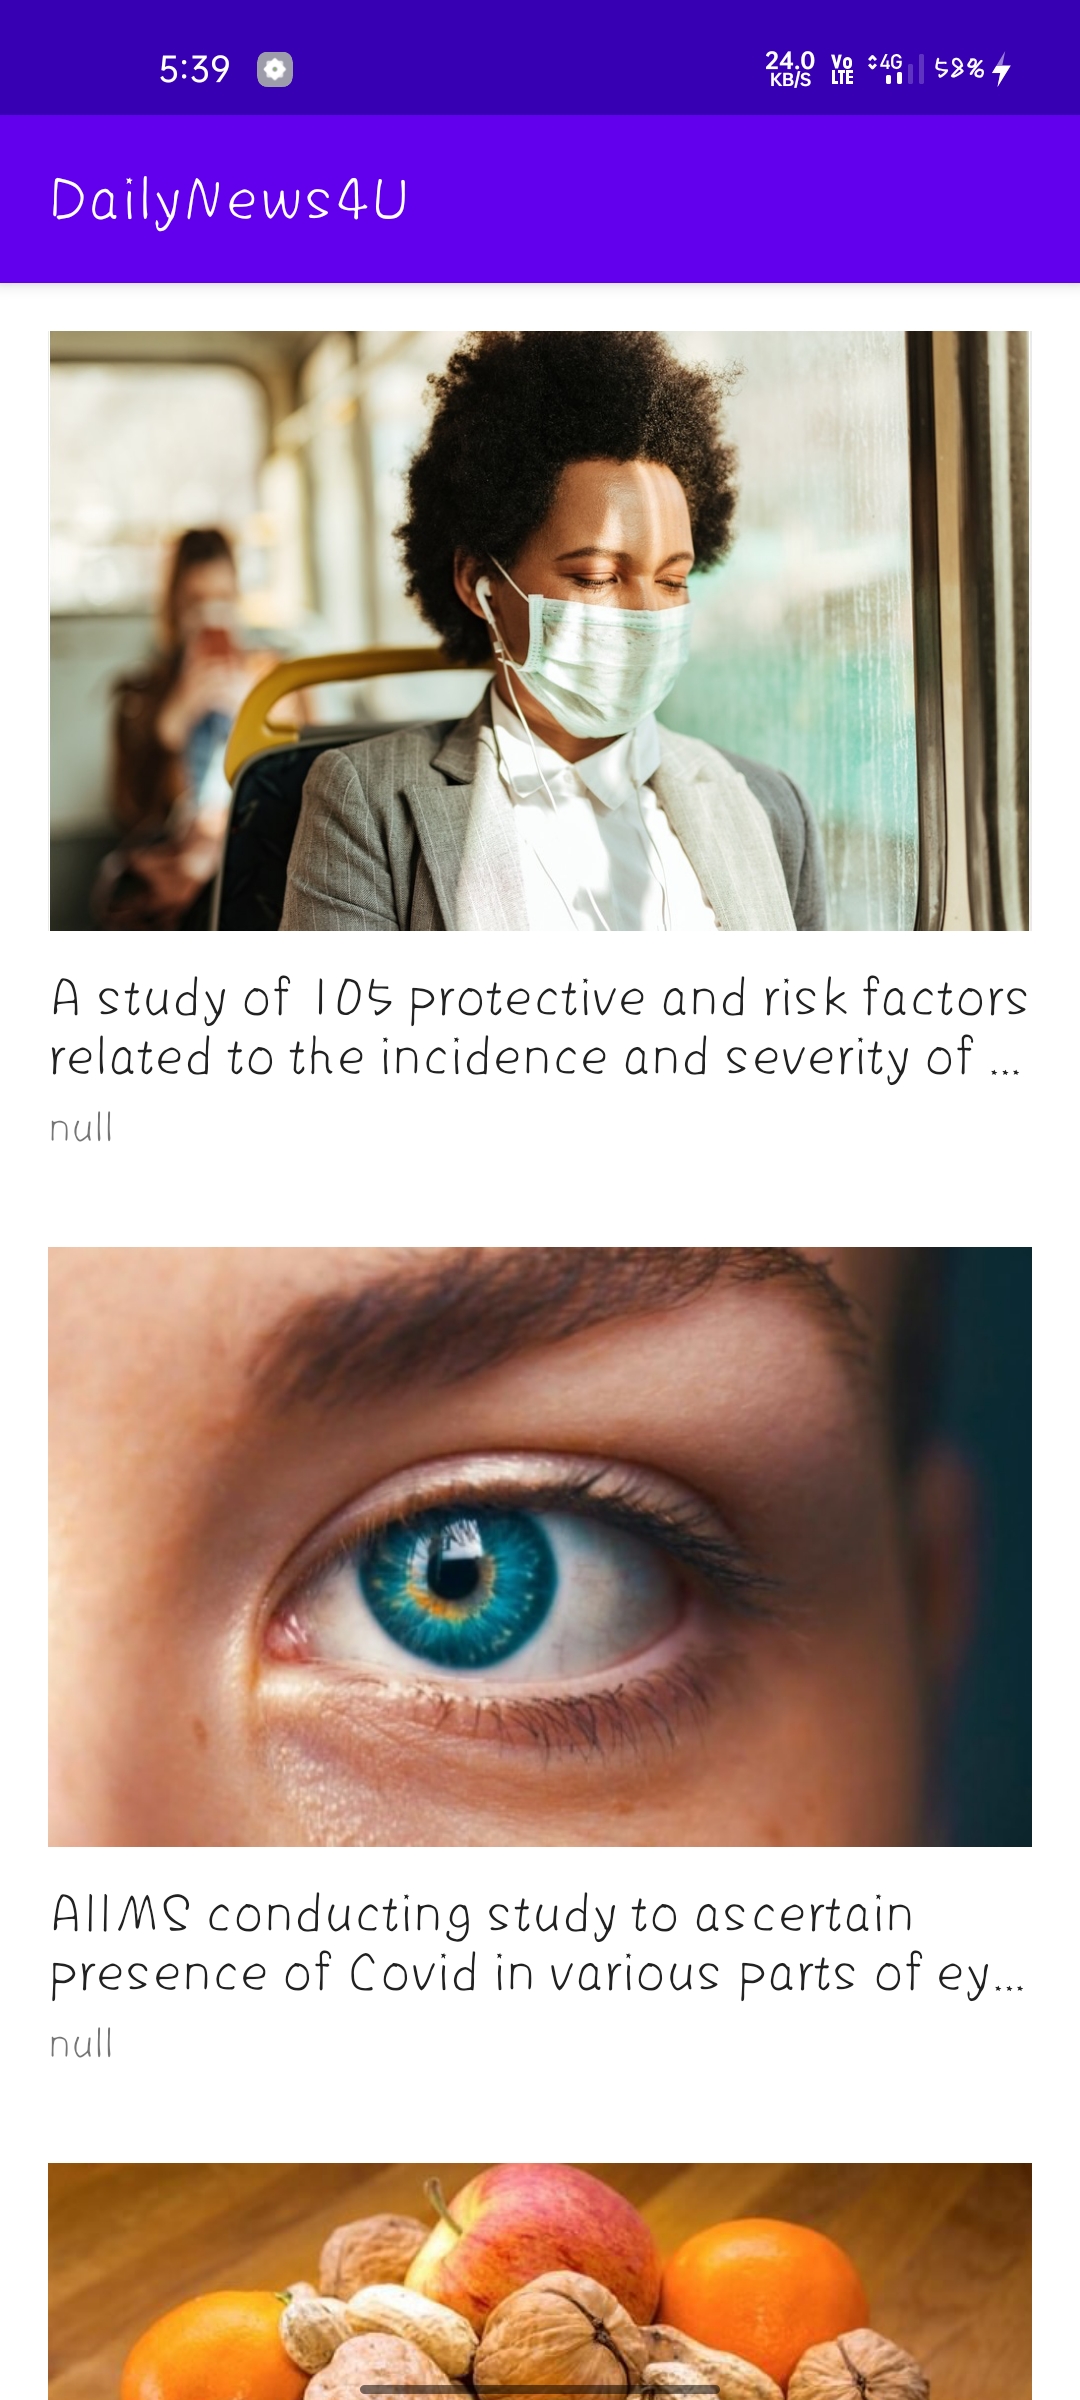 5:39
24.0 KB/S Vo LTE 4G 58%
DailyNews4U
A study of 105 protective and risk factors
related to the incidence and severity of ...
null
AIIMS conducting study to ascertain
presence of Covid in various parts of ey...
null